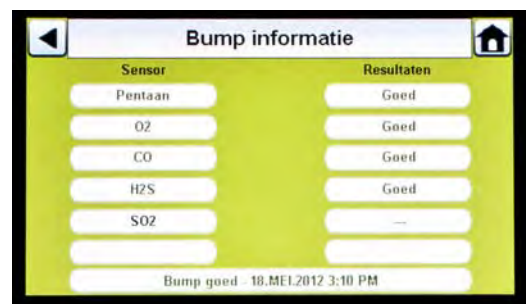 Bump informatie
Sensor Resultaten
Pentaan Goed
O2 Goed
CO Goed
H2S Goed
SO2 ---
Bump goed - 18.MEI.2012 3:10 PM